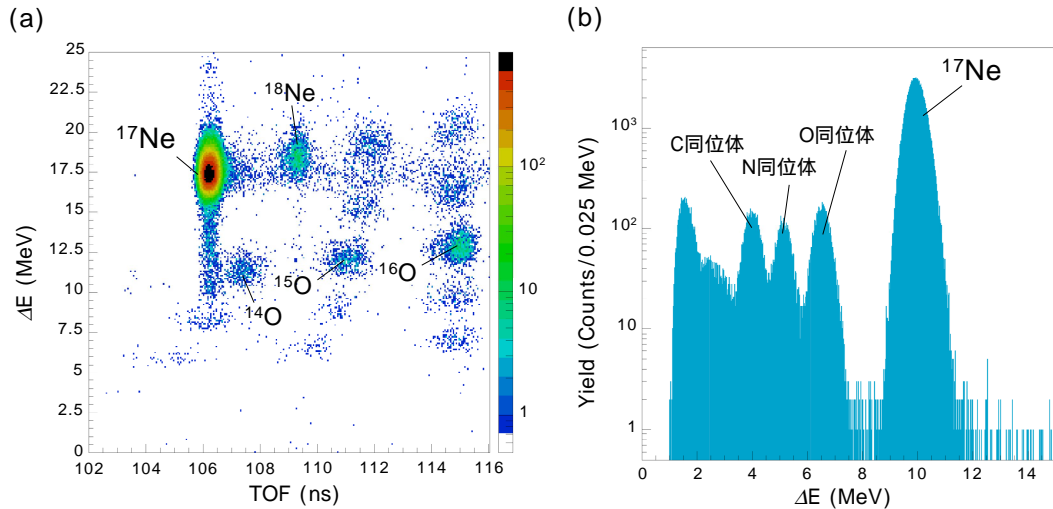 (a)
25
22.5
20
17.5
15
12.5
10
7.5
5
2.5
0
ΔE (MeV)
102 104 106 108 110 112 114 116
TOF (ns)
¹⁷Ne
¹⁸Ne
¹⁴O
¹⁵O
¹⁶O
10²
10
1
(b)
10³
10²
10
1
Yield (Counts/0.025 MeV)
0 2 4 6 8 10 12 14
ΔE (MeV)
C同位体
N同位体
O同位体
¹⁷Ne